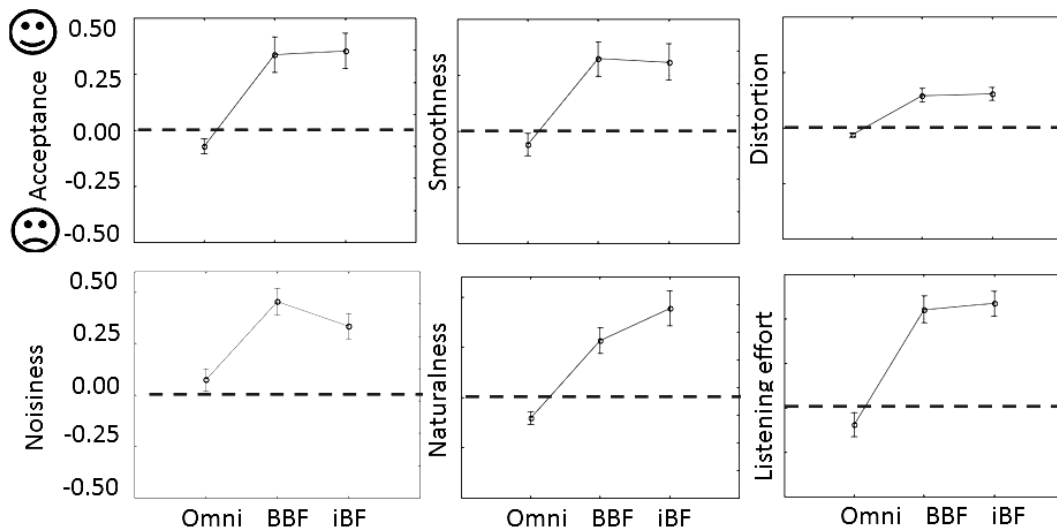 0.50
0.25
0.00
-0.25
-0.50
Acceptance
Smoothness
Distortion
0.50
0.25
0.00
-0.25
-0.50
Noisiness
Naturalness
Listening effort
Omni BBF iBF
Omni BBF iBF
Omni BBF iBF